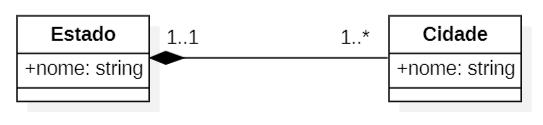 Estado
+nome: string
1..1
1..*
Cidade
+nome: string